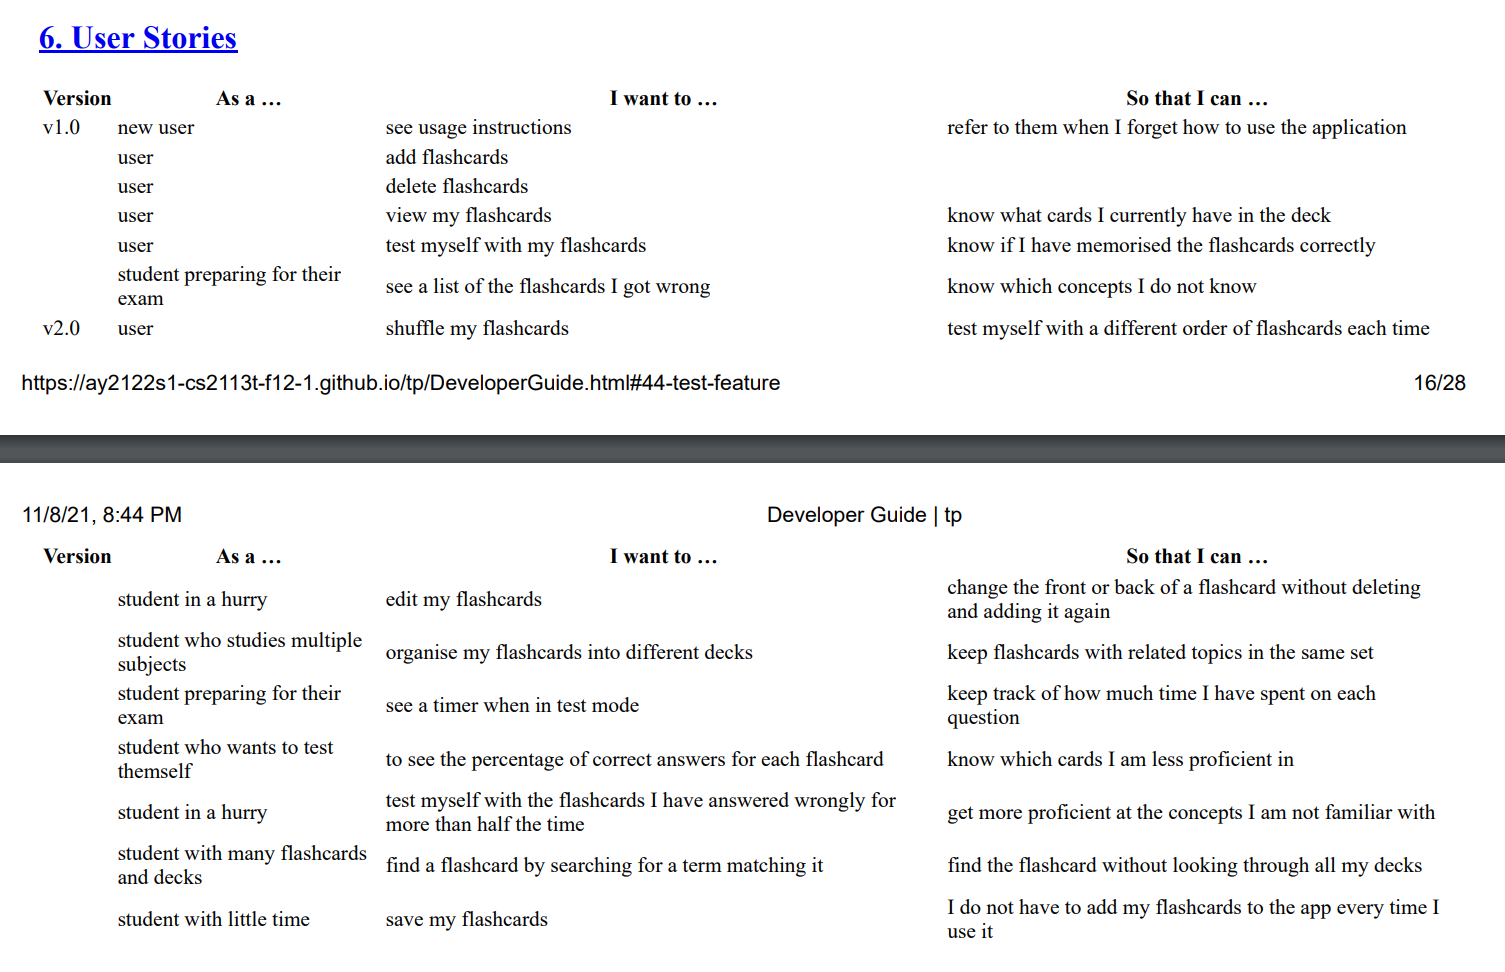 6. User Stories
Version As a … I want to … So that I can …
v1.0 new user see usage instructions refer to them when I forget how to use the application
user add flashcards
user delete flashcards
user view my flashcards know what cards I currently have in the deck
user test myself with my flashcards know if I have memorised the flashcards correctly
student preparing for their
exam see a list of the flashcards I got wrong know which concepts I do not know
v2.0 user shuffle my flashcards test myself with a different order of flashcards each time
https://ay2122s1-cs2113t-f12-1.github.io/tp/DeveloperGuide.html#44-test-feature 16/28
11/8/21, 8:44 PM Developer Guide | tp
Version As a … I want to … So that I can …
student in a hurry edit my flashcards change the front or back of a flashcard without deleting
and adding it again
student who studies multiple
subjects organise my flashcards into different decks keep flashcards with related topics in the same set
student preparing for their
exam see a timer when in test mode keep track of how much time I have spent on each
question
student who wants to test
themself to see the percentage of correct answers for each flashcard know which cards I am less proficient in
student in a hurry test myself with the flashcards I have answered wrongly for
more than half the time get more proficient at the concepts I am not familiar with
student with many flashcards
and decks find a flashcard by searching for a term matching it find the flashcard without looking through all my decks
student with little time save my flashcards I do not have to add my flashcards to the app every time I
use it